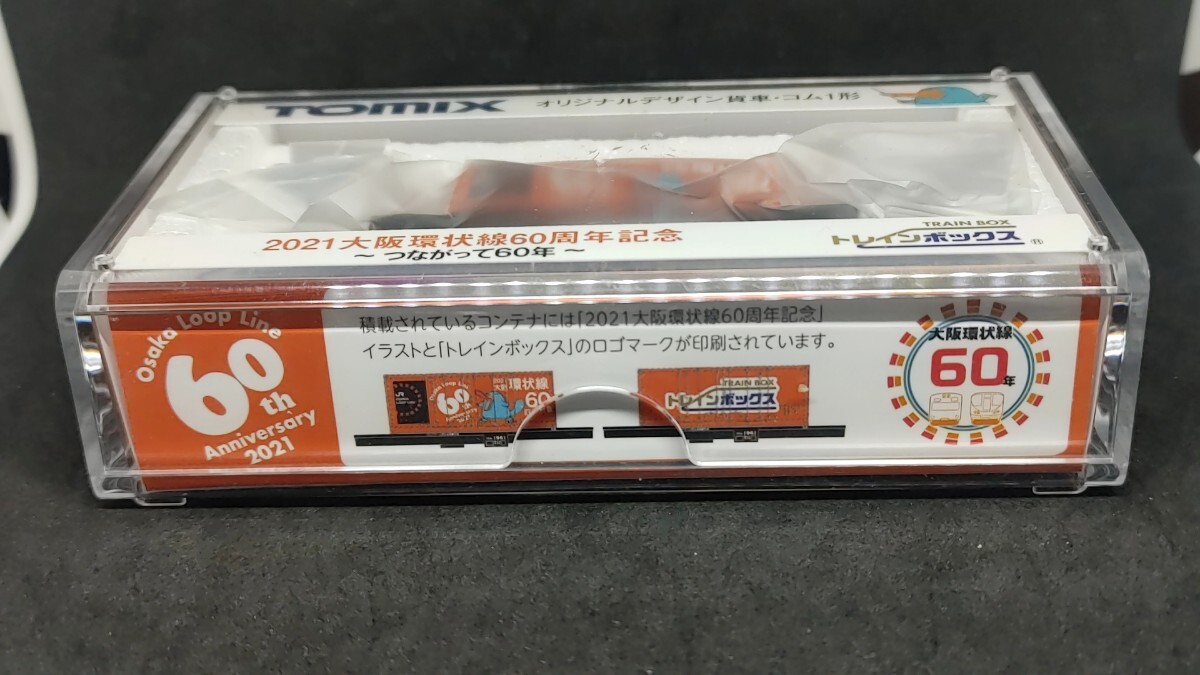 TOMIX
オリジナルデザイン貨車・コム1形
2021大阪環状線60周年記念
～つながって60年～
TRAIN BOX
トレインボックス®
Osaka Loop Line
60th
Anniversary
2021
積載されているコンテナには「2021大阪環状線60周年記念」
イラストと「トレインボックス」のロゴマークが印刷されています。
60
環状線
60
TRAIN BOX
トレインボックス
大阪環状線
60年